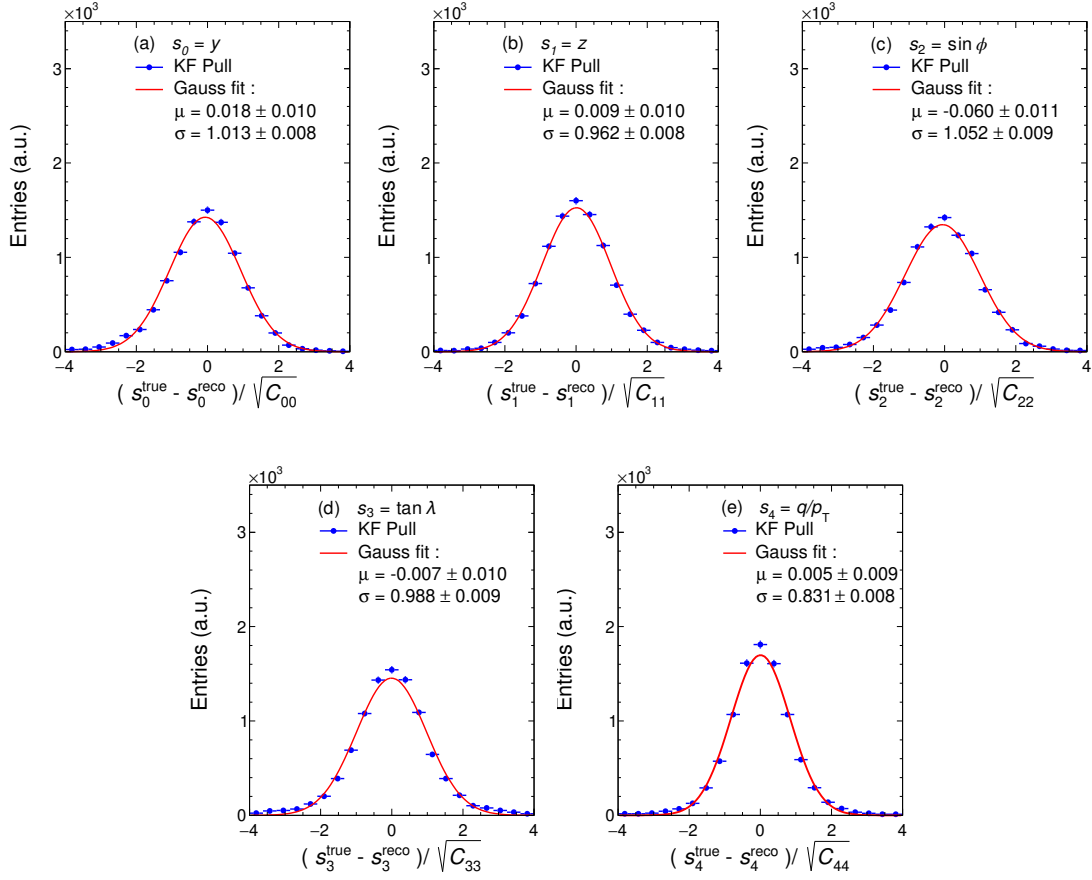 ×10³
(a) s₀ = y
KF Pull
Gauss fit :
μ = 0.018 ± 0.010
σ = 1.013 ± 0.008
Entries (a.u.)
3
2
1
0
−4 −2 0 2 4
( s₀^true - s₀^reco )/ √C₀₀
×10³
(b) s₁ = z
KF Pull
Gauss fit :
μ = 0.009 ± 0.010
σ = 0.962 ± 0.008
Entries (a.u.)
3
2
1
0
−4 −2 0 2 4
( s₁^true - s₁^reco )/ √C₁₁
×10³
(c) s₂ = sin ϕ
KF Pull
Gauss fit :
μ = -0.060 ± 0.011
σ = 1.052 ± 0.009
Entries (a.u.)
3
2
1
0
−4 −2 0 2 4
( s₂^true - s₂^reco )/ √C₂₂
×10³
(d) s₃ = tan λ
KF Pull
Gauss fit :
μ = -0.007 ± 0.010
σ = 0.988 ± 0.009
Entries (a.u.)
3
2
1
0
−4 −2 0 2 4
( s₃^true - s₃^reco )/ √C₃₃
×10³
(e) s₄ = q/p_T
KF Pull
Gauss fit :
μ = 0.005 ± 0.009
σ = 0.831 ± 0.008
Entries (a.u.)
3
2
1
0
−4 −2 0 2 4
( s₄^true - s₄^reco )/ √C₄₄